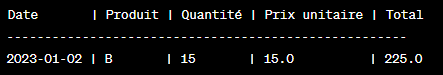 Date       | Produit | Quantité | Prix unitaire | Total
---------------------------------------------------
2023-01-02 | B       | 15       | 15.0          | 225.0